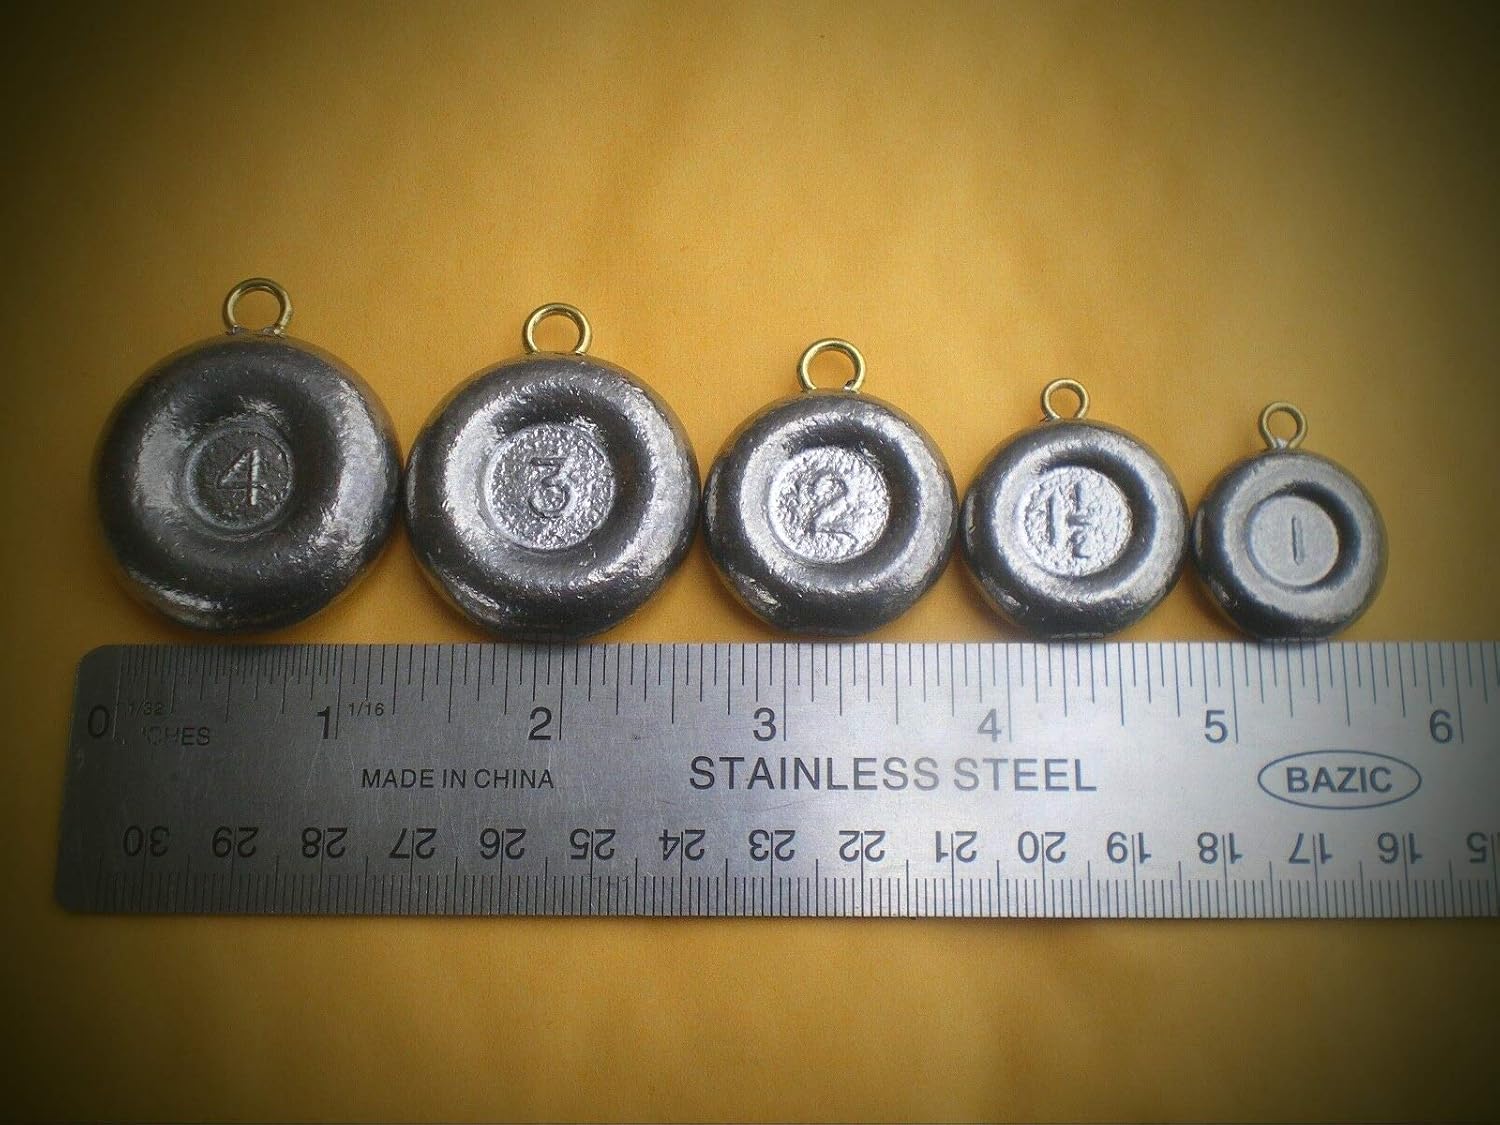 4 3 2 1½ 1
0 1/32 1 1/16 2 3 4 5 6
INCHES
MADE IN CHINA STAINLESS STEEL BAZIC
30 29 28 27 26 25 24 23 22 21 20 19 18 17 16 15